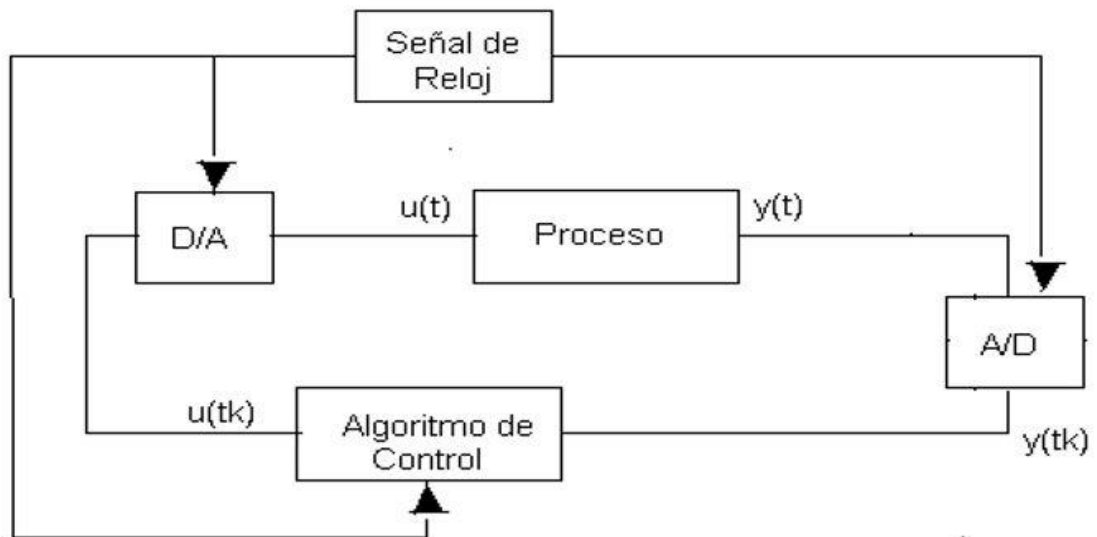 Señal de
Reloj
D/A
u(t)
Proceso
y(t)
A/D
u(tk)
Algoritmo de
Control
y(tk)